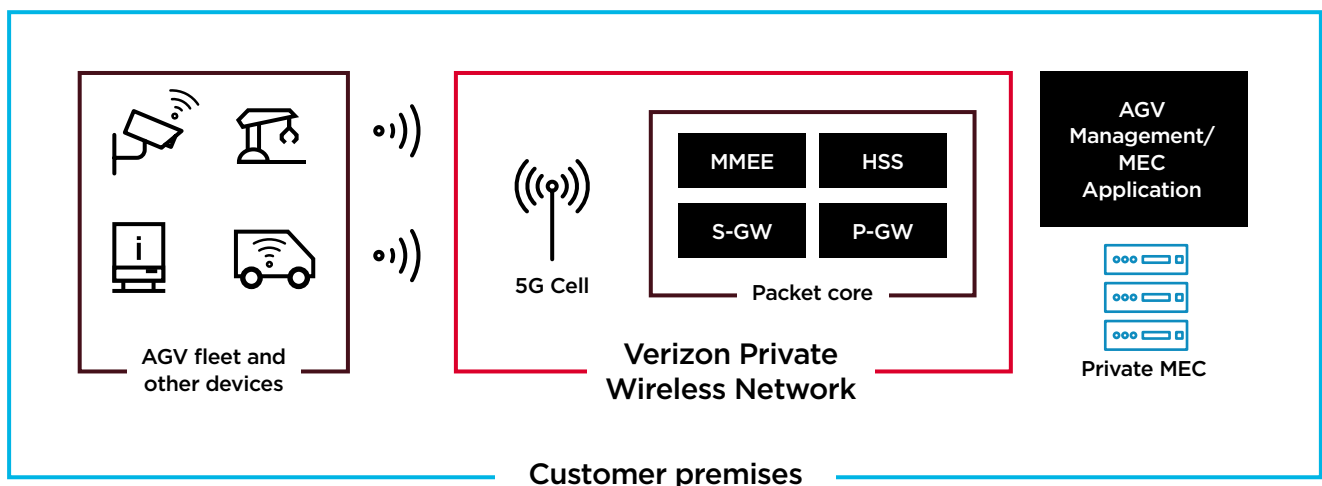 i
AGV fleet and
other devices
5G Cell
MMEE
HSS
S-GW
P-GW
Packet core
Verizon Private
Wireless Network
AGV
Management/
MEC
Application
Private MEC
Customer premises